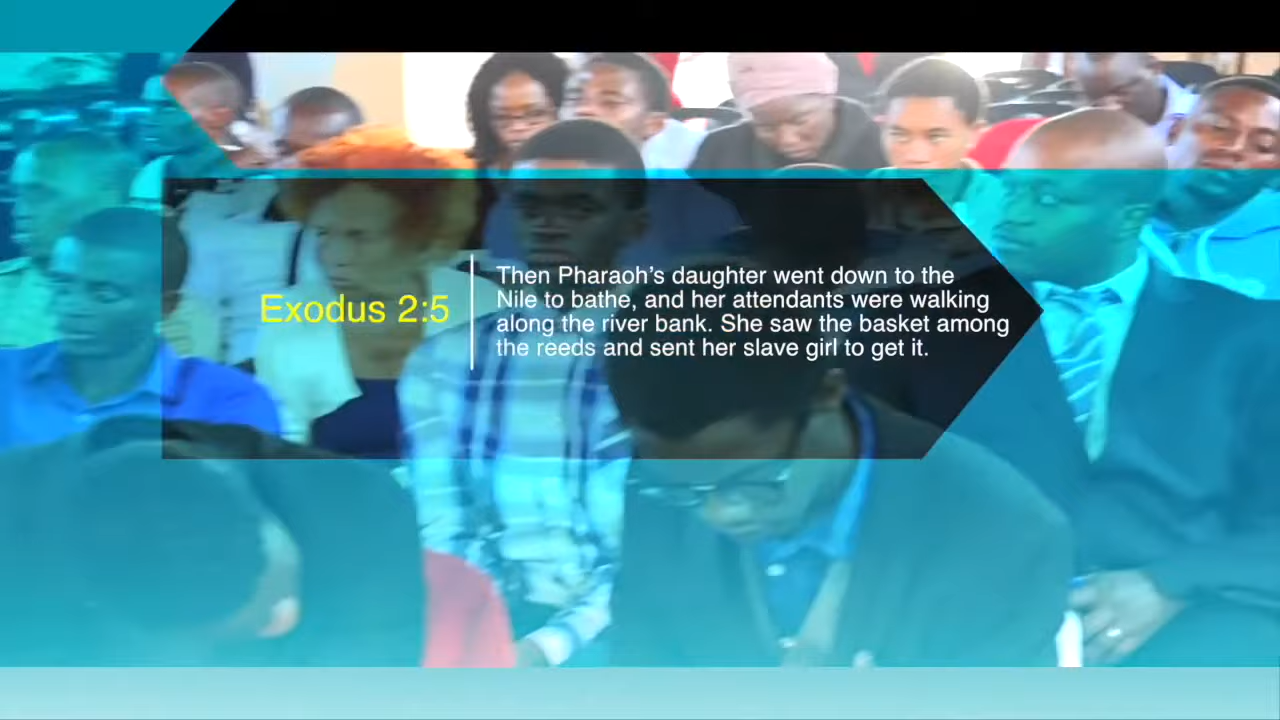 Exodus 2:5
Then Pharaoh’s daughter went down to the
Nile to bathe, and her attendants were walking
along the river bank. She saw the basket among
the reeds and sent her slave girl to get it.